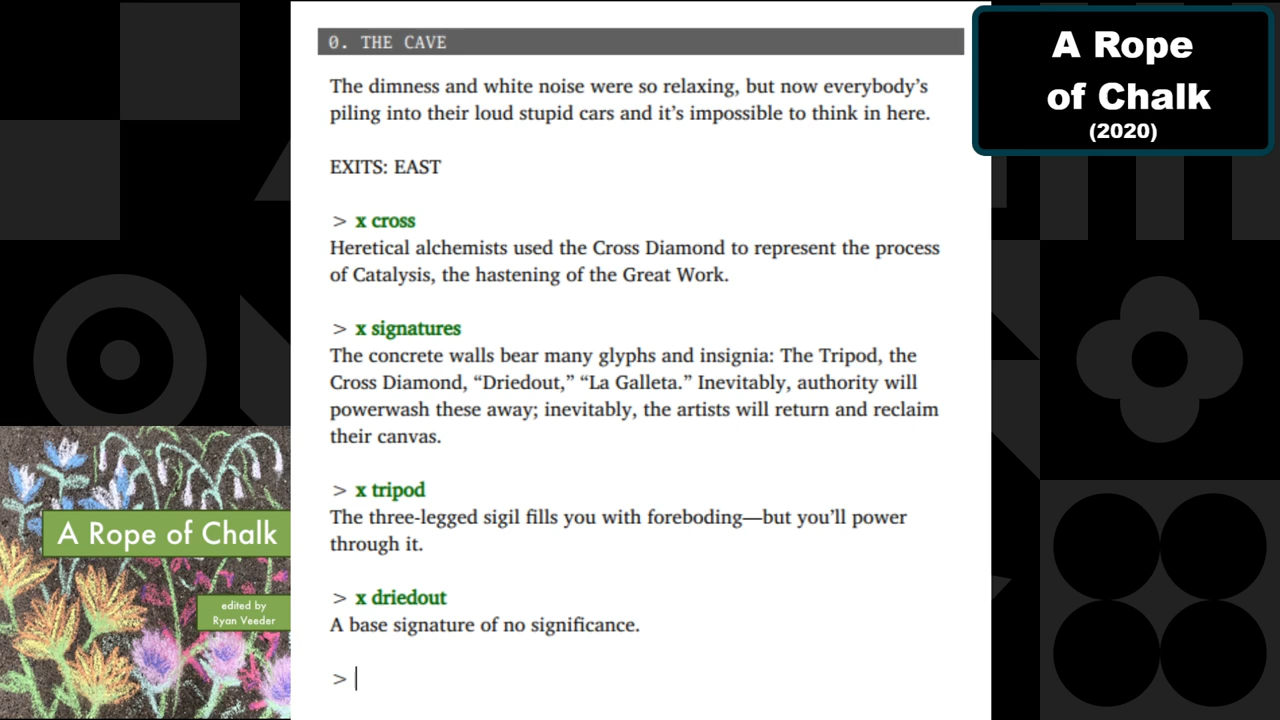 0. THE CAVE
The dimness and white noise were so relaxing, but now everybody’s
piling into their loud stupid cars and it’s impossible to think in here.
EXITS: EAST
> x cross
Heretical alchemists used the Cross Diamond to represent the process
of Catalysis, the hastening of the Great Work.
> x signatures
The concrete walls bear many glyphs and insignia: The Tripod, the
Cross Diamond, “Driedout,” “La Galleta.” Inevitably, authority will
powerwash these away; inevitably, the artists will return and reclaim
their canvas.
> x tripod
The three-legged sigil fills you with foreboding—but you’ll power
through it.
> x driedout
A base signature of no significance.
>
A Rope
of Chalk
(2020)
A Rope of Chalk
edited by
Ryan Veeder